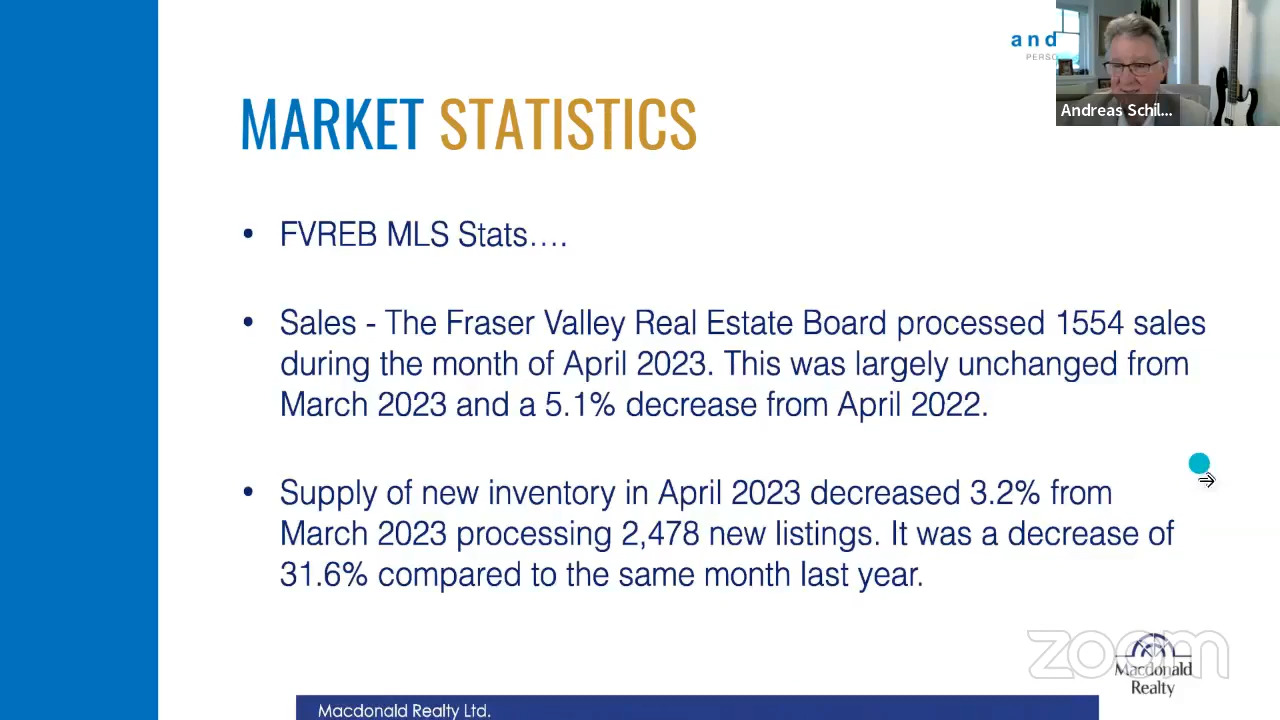 and
PERSO
Andreas Schil...
MARKET STATISTICS
• FVREB MLS Stats….
• Sales - The Fraser Valley Real Estate Board processed 1554 sales
during the month of April 2023. This was largely unchanged from
March 2023 and a 5.1% decrease from April 2022.
• Supply of new inventory in April 2023 decreased 3.2% from
March 2023 processing 2,478 new listings. It was a decrease of
31.6% compared to the same month last year.
zoom
Macdonald
Realty
Macdonald Realty Ltd.